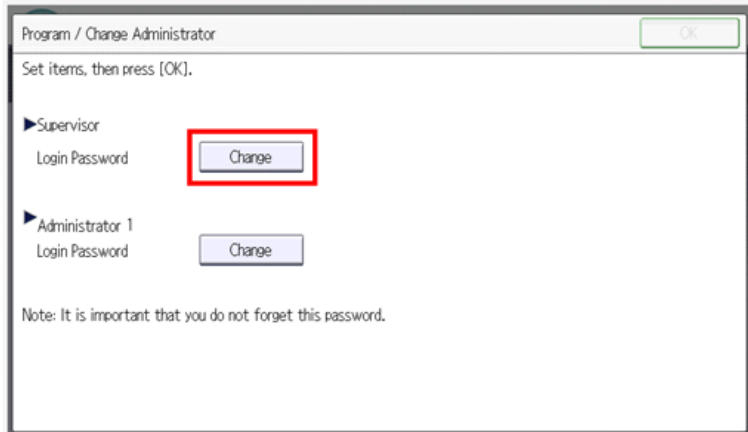 Program / Change Administrator
OK
Set items, then press [OK].
▶Supervisor
Login Password
Change
▶Administrator 1
Login Password
Change
Note: It is important that you do not forget this password.